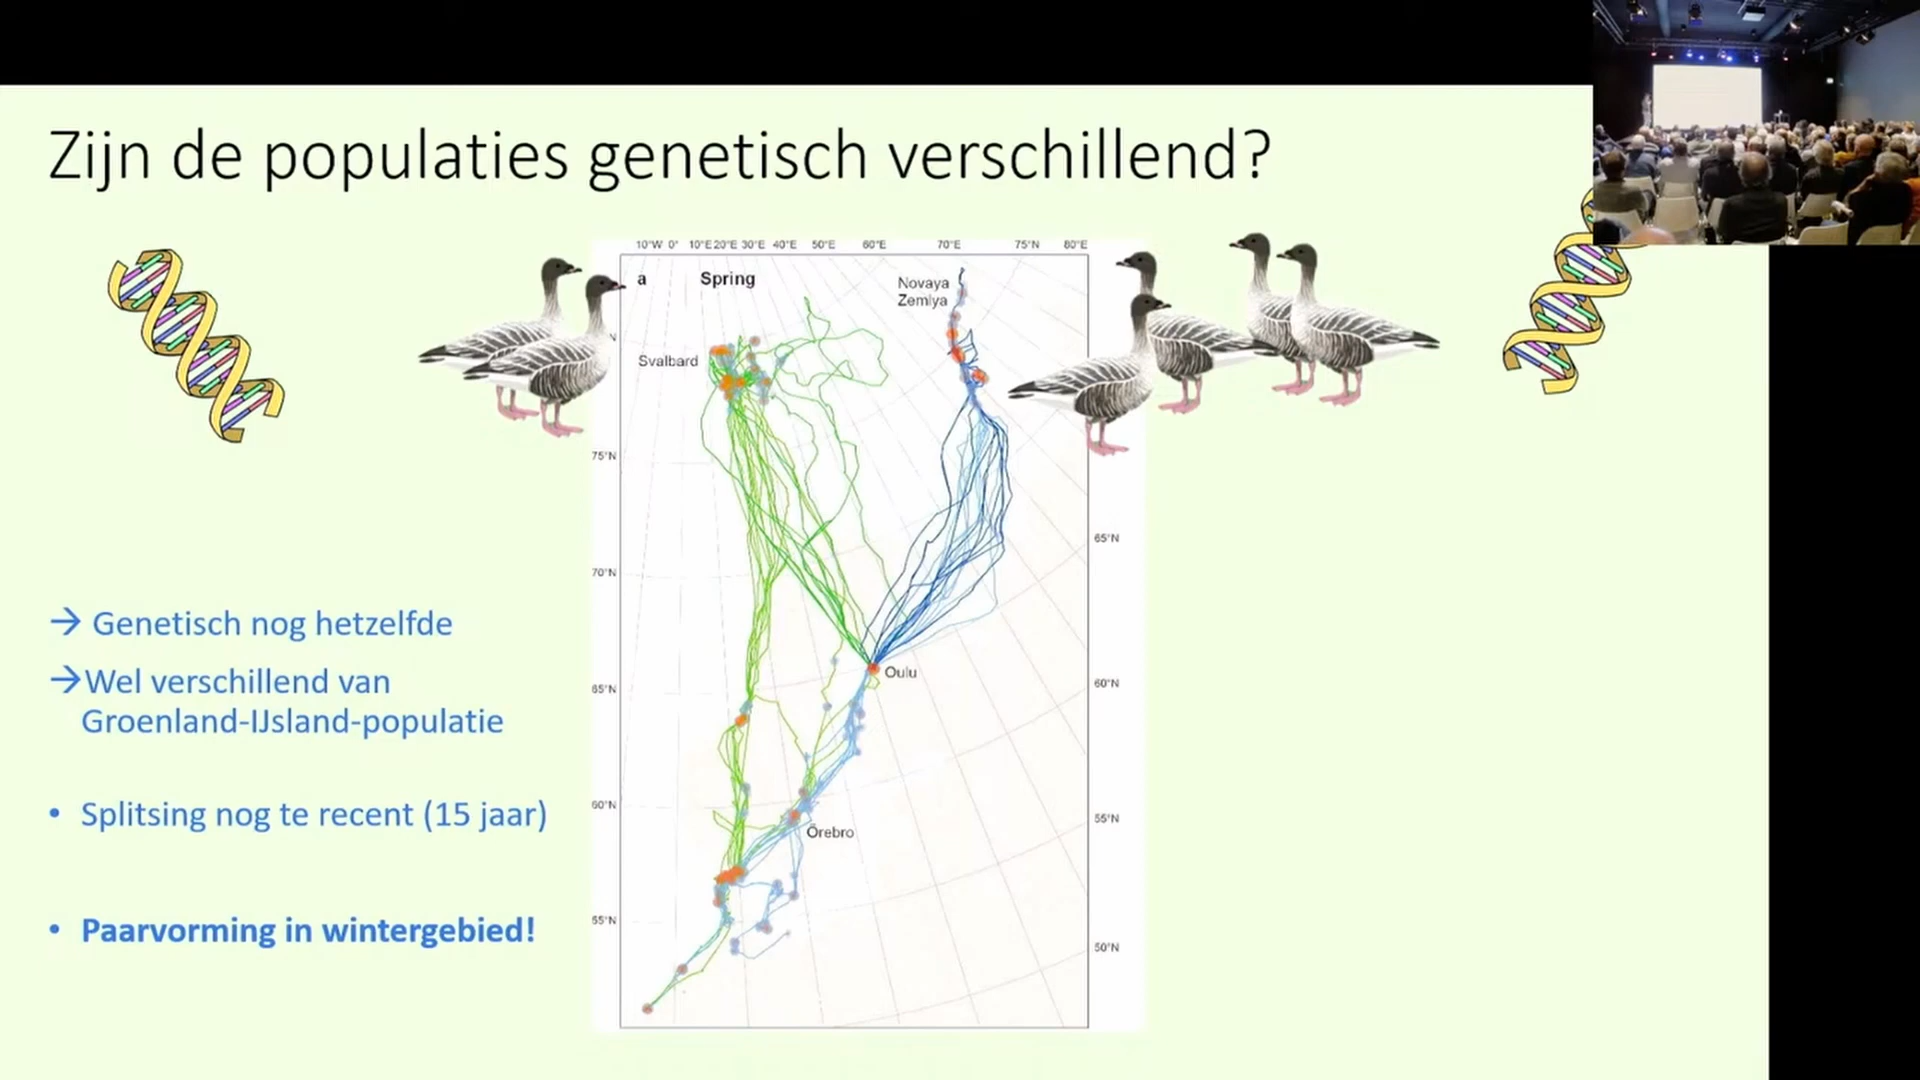 Zijn de populaties genetisch verschillend?
10°W 0° 10°E 20°E 30°E 40°E 50°E 60°E 70°E 75°N 80°E
a Spring
Novaya
Zemlya
Svalbard
75°N
65°N
70°N
→ Genetisch nog hetzelfde
→Wel verschillend van
Groenland-IJsland-populatie
Oulu
60°N
65°N
• Splitsing nog te recent (15 jaar)
60°N
55°N
Örebro
• Paarvorming in wintergebied!
55°N
50°N